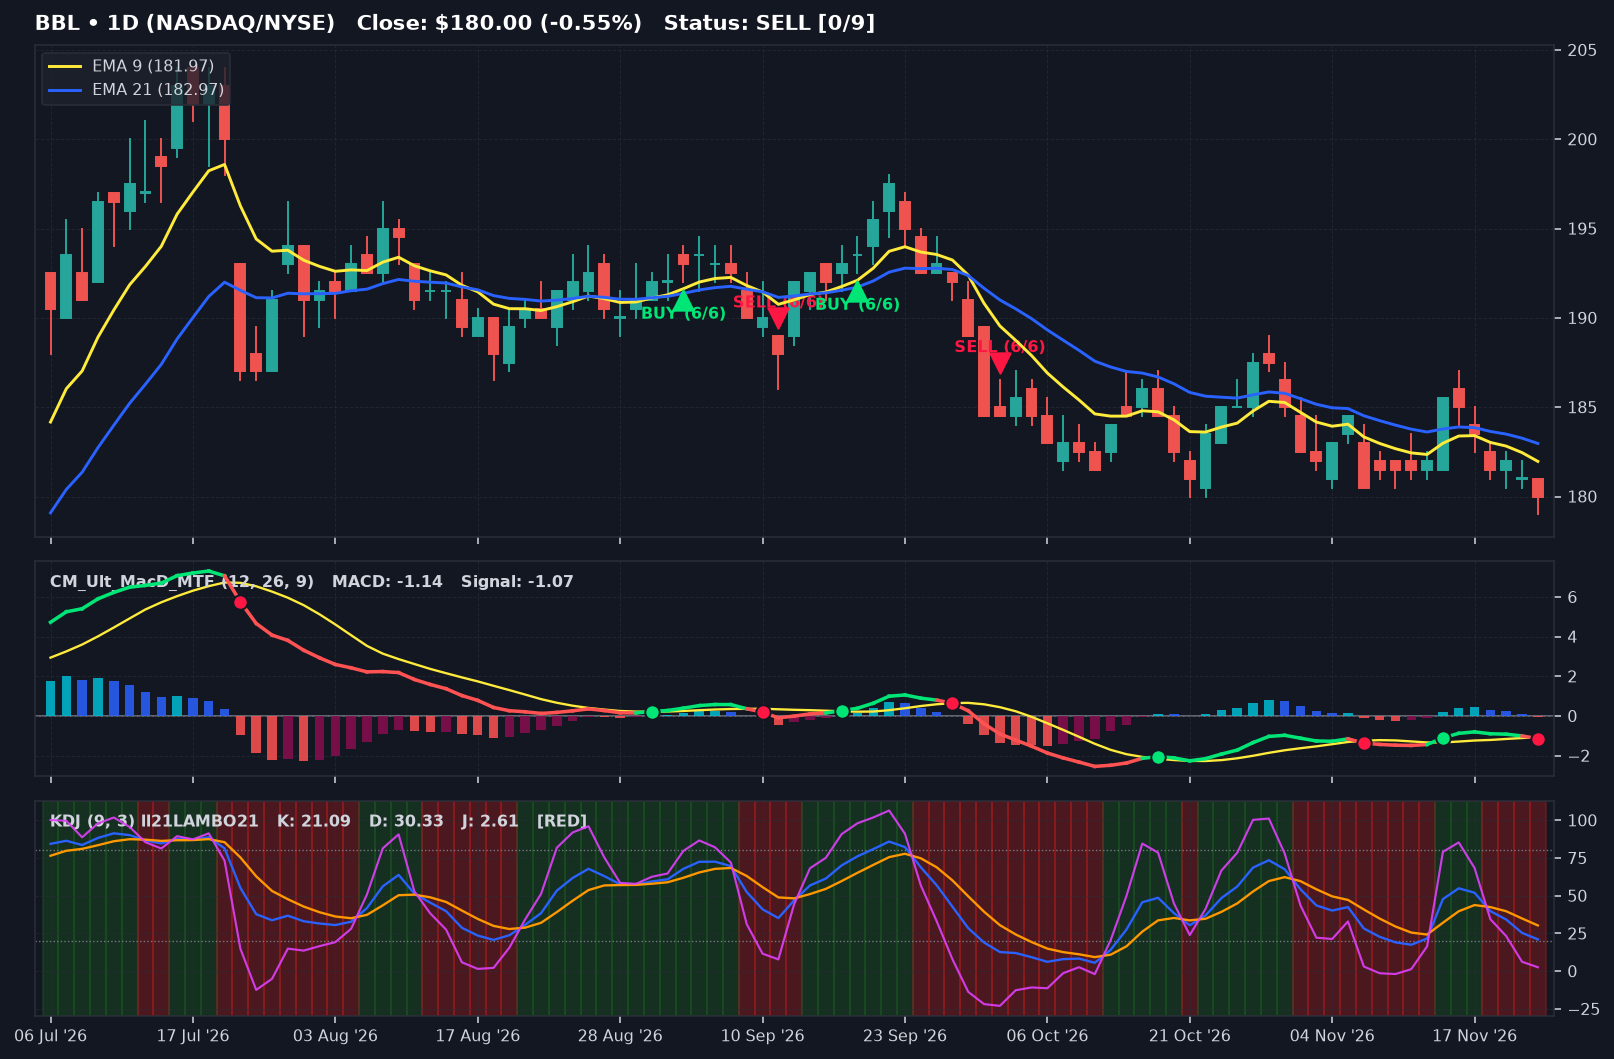 BBL • 1D (NASDAQ/NYSE)   Close: $180.00 (-0.55%)   Status: SELL [0/9]
EMA 9 (181.97)
EMA 21 (182.97)
205
200
195
190
185
180
BUY (6/6)
SELL (6/6)
BUY (6/6)
SELL (6/6)
CM_Ult_MacD_MTF (12, 26, 9)   MACD: -1.14   Signal: -1.07
6
4
2
0
−2
KDJ (9, 3) II21LAMBO21   K: 21.09   D: 30.33   J: 2.61   [RED]
100
75
50
25
0
−25
06 Jul '26
17 Jul '26
03 Aug '26
17 Aug '26
28 Aug '26
10 Sep '26
23 Sep '26
06 Oct '26
21 Oct '26
04 Nov '26
17 Nov '26